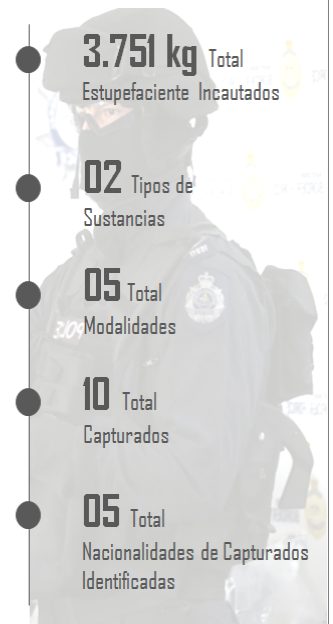 3.751 kg Total
Estupefaciente Incautados
02 Tipos de
Sustancias
05 Total
Modalidades
10 Total
Capturados
05 Total
Nacionalidades de Capturados
Identificadas